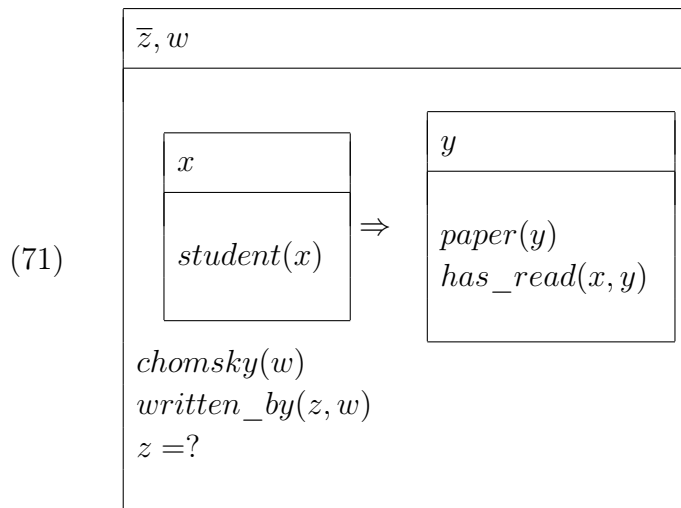 z̅, w
x
y
(71)
student(x)
⇒
paper(y)
has_read(x, y)
chomsky(w)
written_by(z, w)
z =?